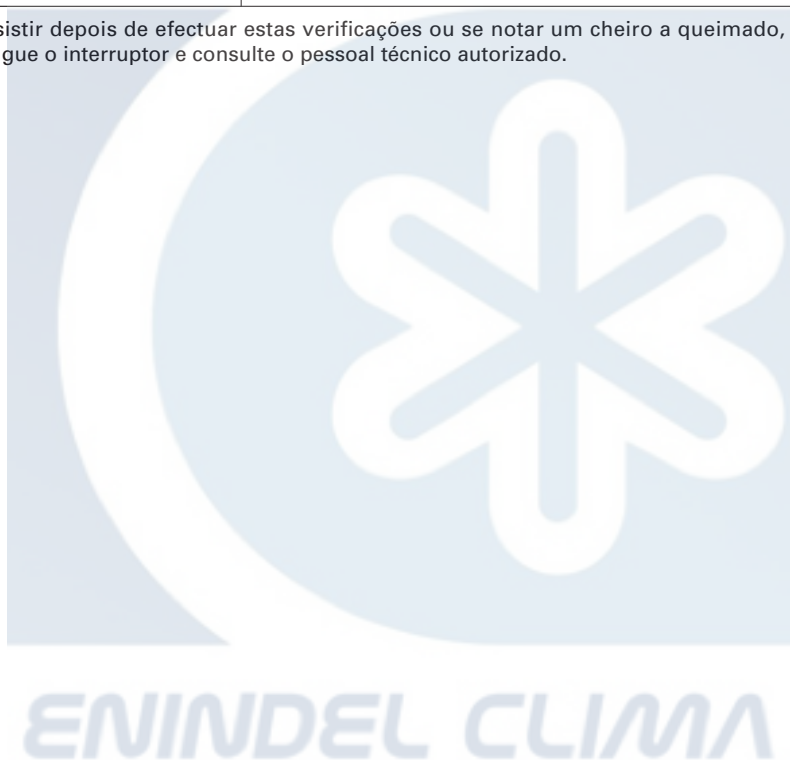 sistir depois de efectuar estas verificações ou se notar um cheiro a queimado,
gue o interruptor e consulte o pessoal técnico autorizado.
ENINDEL CLIMA